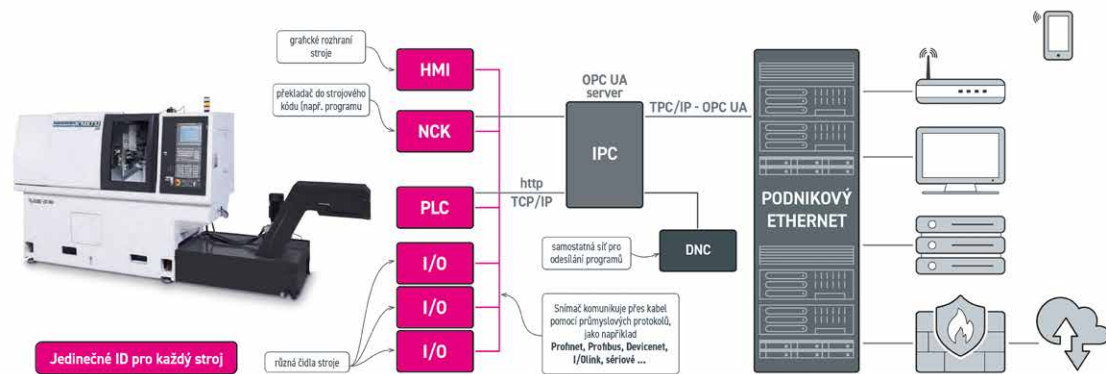 grafické rozhraní
stroje
HMI
překladač do strojového
kódu (např. programu
NCK
OPC UA
server
IPC
TPC/IP - OPC UA
http
TCP/IP
PLC
I/O
I/O
I/O
různá čidla stroje
samostatná síť pro
odesílání programů
DNC
Snímač komunikuje přes kabel
pomocí průmyslových protokolů,
jako například
Profinet, Profibus, Devicenet,
I/Olink, sériové ...
PODNIKOVÝ
ETHERNET
Jedinečné ID pro každý stroj